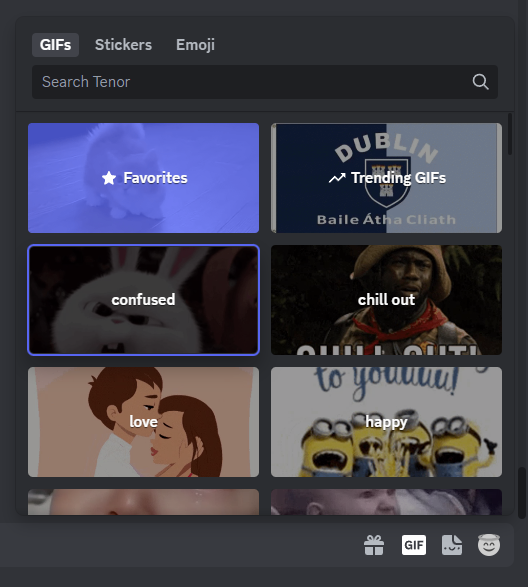 GIFs Stickers Emoji
Search Tenor
Favorites
DUBLIN
Trending GIFs
Baile Átha Cliath
confused
chill out
CHILL OUT!
love
to youuuu!
happy
GIF